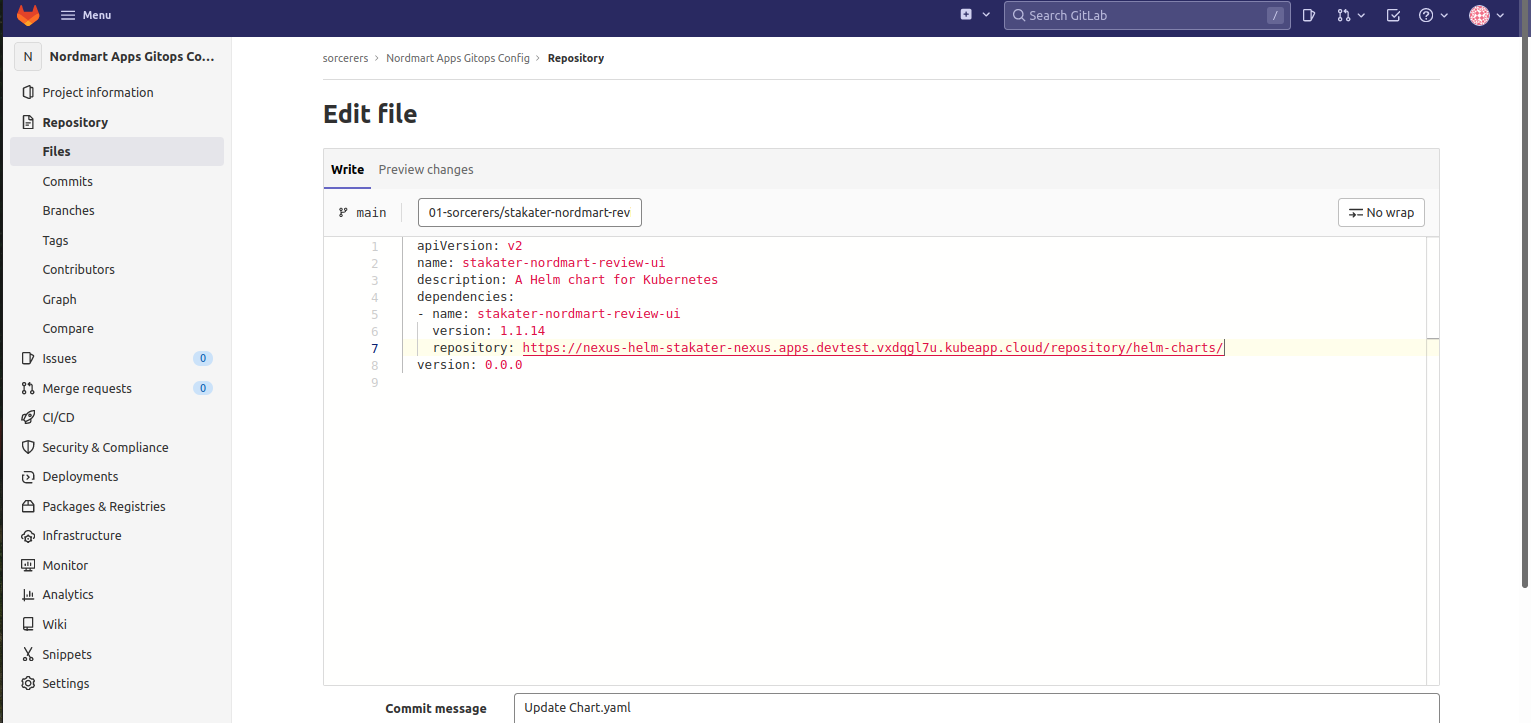 Menu
Search GitLab
/
N Nordmart Apps Gitops Co...
Project information
Repository
Files
Commits
Branches
Tags
Contributors
Graph
Compare
Issues 0
Merge requests 0
CI/CD
Security & Compliance
Deployments
Packages & Registries
Infrastructure
Monitor
Analytics
Wiki
Snippets
Settings
sorcerers > Nordmart Apps Gitops Config > Repository
Edit file
Write Preview changes
main 01-sorcerers/stakater-nordmart-rev No wrap
1 apiVersion: v2
2 name: stakater-nordmart-review-ui
3 description: A Helm chart for Kubernetes
4 dependencies:
5 - name: stakater-nordmart-review-ui
6 version: 1.1.14
7 repository: https://nexus-helm-stakater-nexus.apps.devtest.vxdqgl7u.kubeapp.cloud/repository/helm-charts/
8 version: 0.0.0
9
Commit message Update Chart.yaml